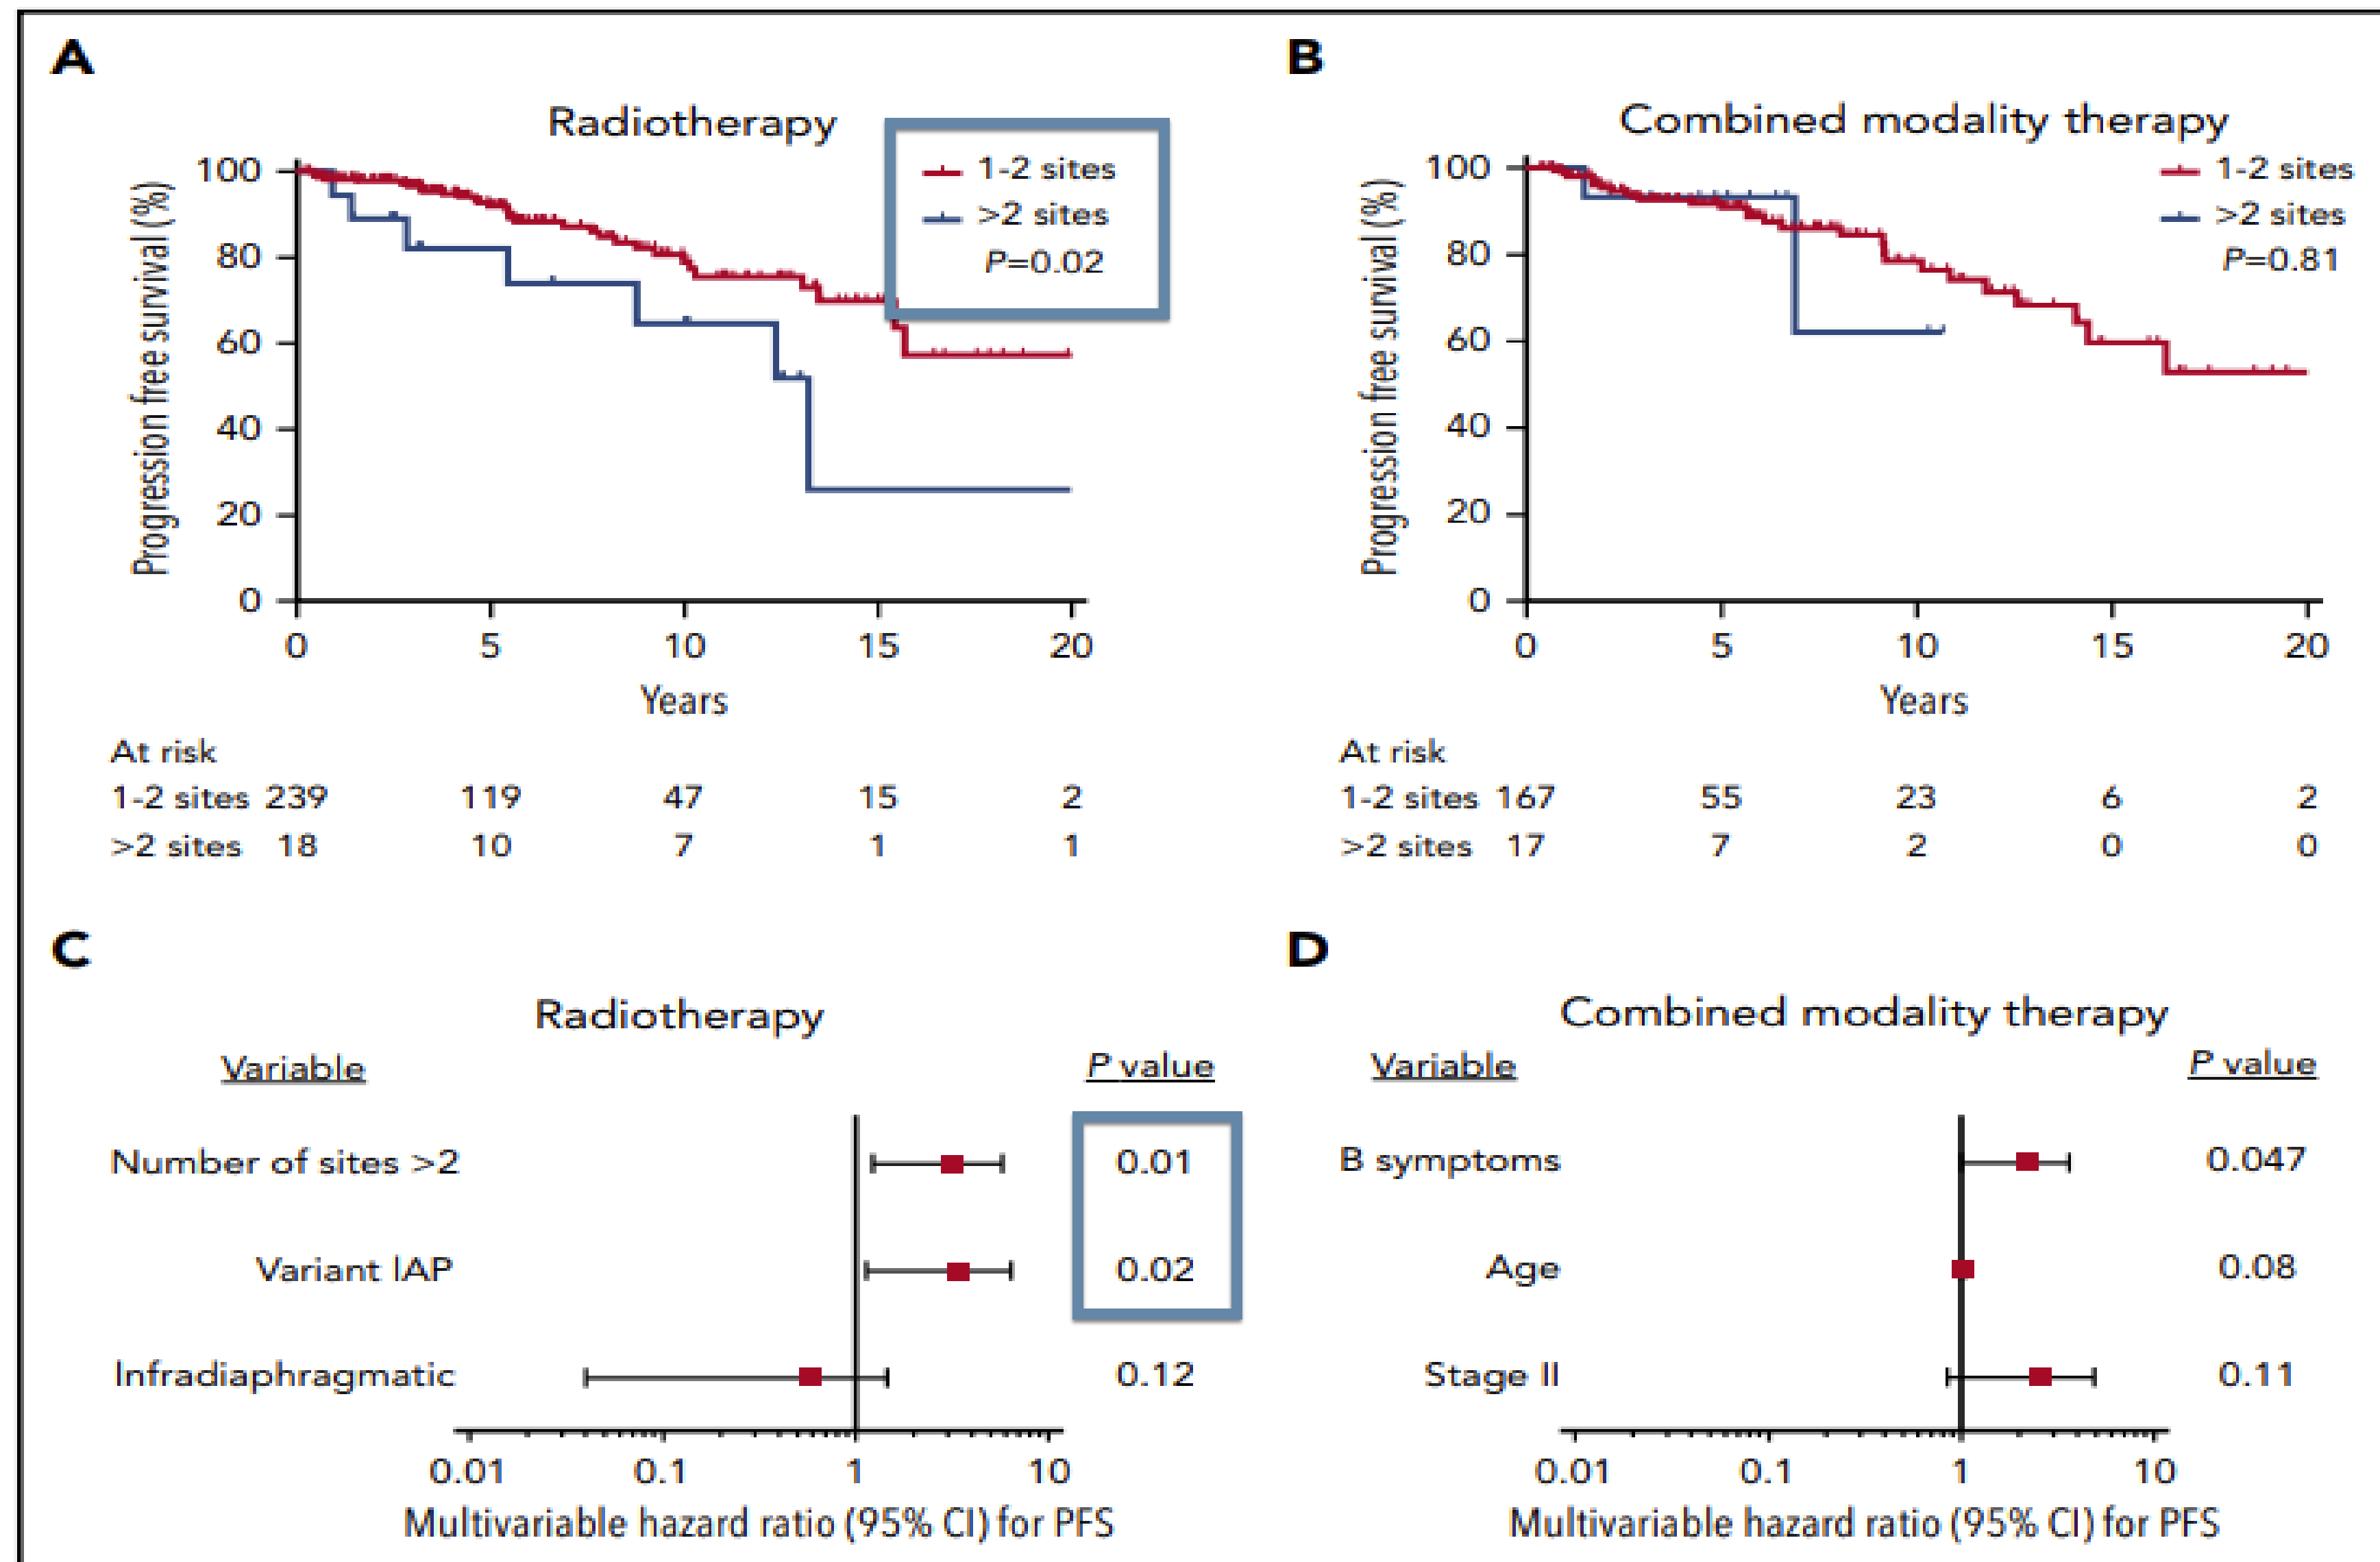 A
Radiotherapy
1-2 sites
>2 sites
P=0.02
Progression free survival (%)
100
80
60
40
20
0
0 5 10 15 20
Years
At risk
1-2 sites 239 119 47 15 2
>2 sites 18 10 7 1 1
B
Combined modality therapy
1-2 sites
>2 sites
P=0.81
Progression free survival (%)
100
80
60
40
20
0
0 5 10 15 20
Years
At risk
1-2 sites 167 55 23 6 2
>2 sites 17 7 2 0 0
C
Radiotherapy
Variable P value
Number of sites >2 0.01
Variant IAP 0.02
Infradiaphragmatic 0.12
0.01 0.1 1 10
Multivariable hazard ratio (95% CI) for PFS
D
Combined modality therapy
Variable P value
B symptoms 0.047
Age 0.08
Stage II 0.11
0.01 0.1 1 10
Multivariable hazard ratio (95% CI) for PFS